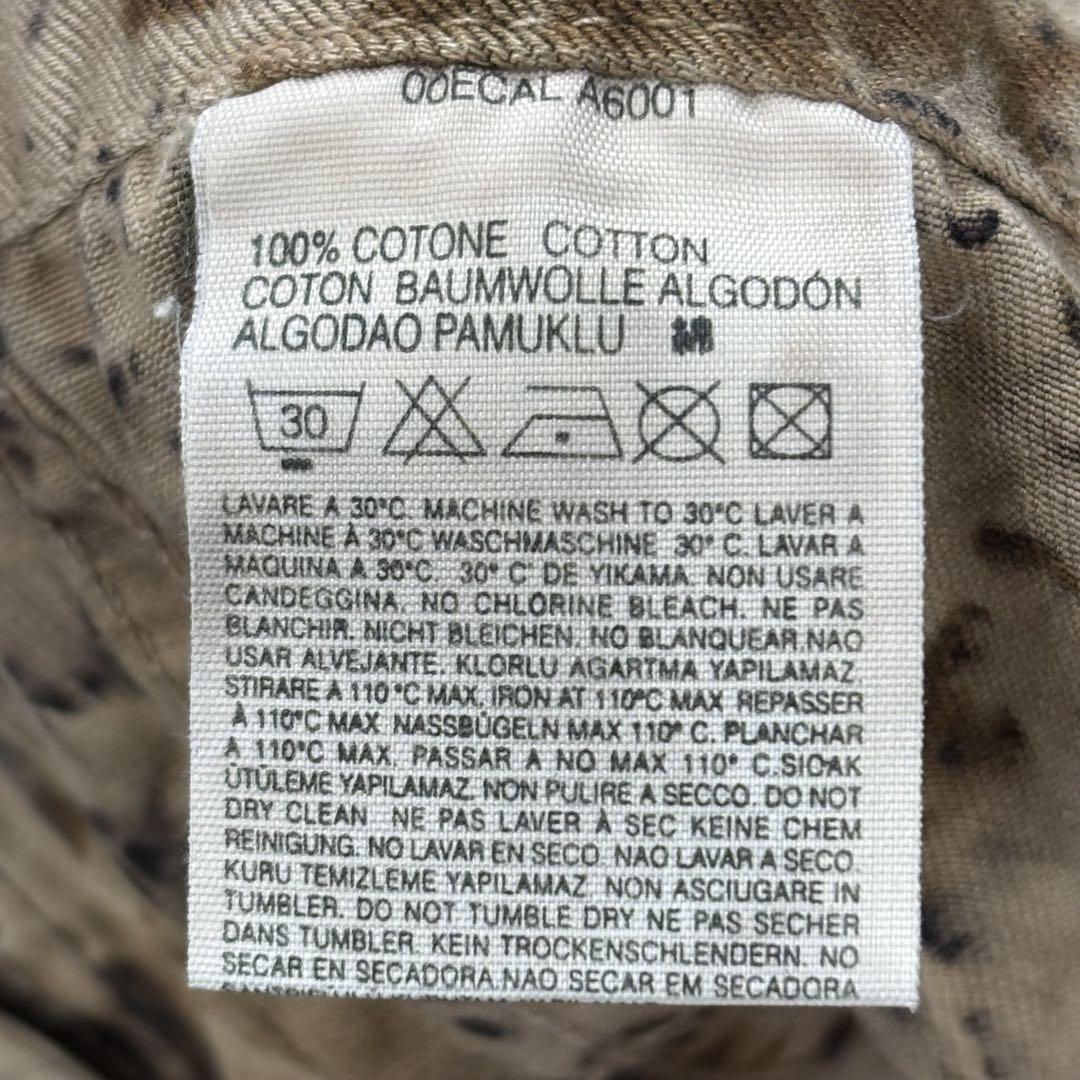 00ECAL A6001
100% COTONE COTTON
COTON BAUMWOLLE ALGODÓN
ALGODAO PAMUKLU M
30
LAVARE A 30°C. MACHINE WASH TO 30°C LAVER A
MACHINE À 30°C WASCHMASCHINE 30° C. LAVAR A
MAQUINA A 30°C. 30° C' DE YIKAMA. NON USARE
CANDEGGINA. NO CHLORINE BLEACH. NE PAS
BLANCHIR. NICHT BLEICHEN. NO BLANQUEAR.NAO
USAR ALVEJANTE. KLORLU AGARTMA YAPILAMAZ.
STIRARE A 110 °C MAX. IRON AT 110°C MAX REPASSER
À 110°C MAX NASSBÜGELN MAX 110° C. PLANCHAR
A 110°C MAX. PASSAR A NO MAX 110° C.SICAK
ÜTÜLEME YAPILAMAZ. NON PULIRE A SECCO. DO NOT
DRY CLEAN NE PAS LAVER À SEC KEINE CHEM
REINIGUNG. NO LAVAR EN SECO. NAO LAVAR A SECO.
KURU TEMIZLEME YAPILAMAZ. NON ASCIUGARE IN
TUMBLER. DO NOT TUMBLE DRY NE PAS SECHER
DANS TUMBLER. KEIN TROCKENSCHLENDERN. NO
SECAR EN SECADORA.NAO SECAR EM SECADORA